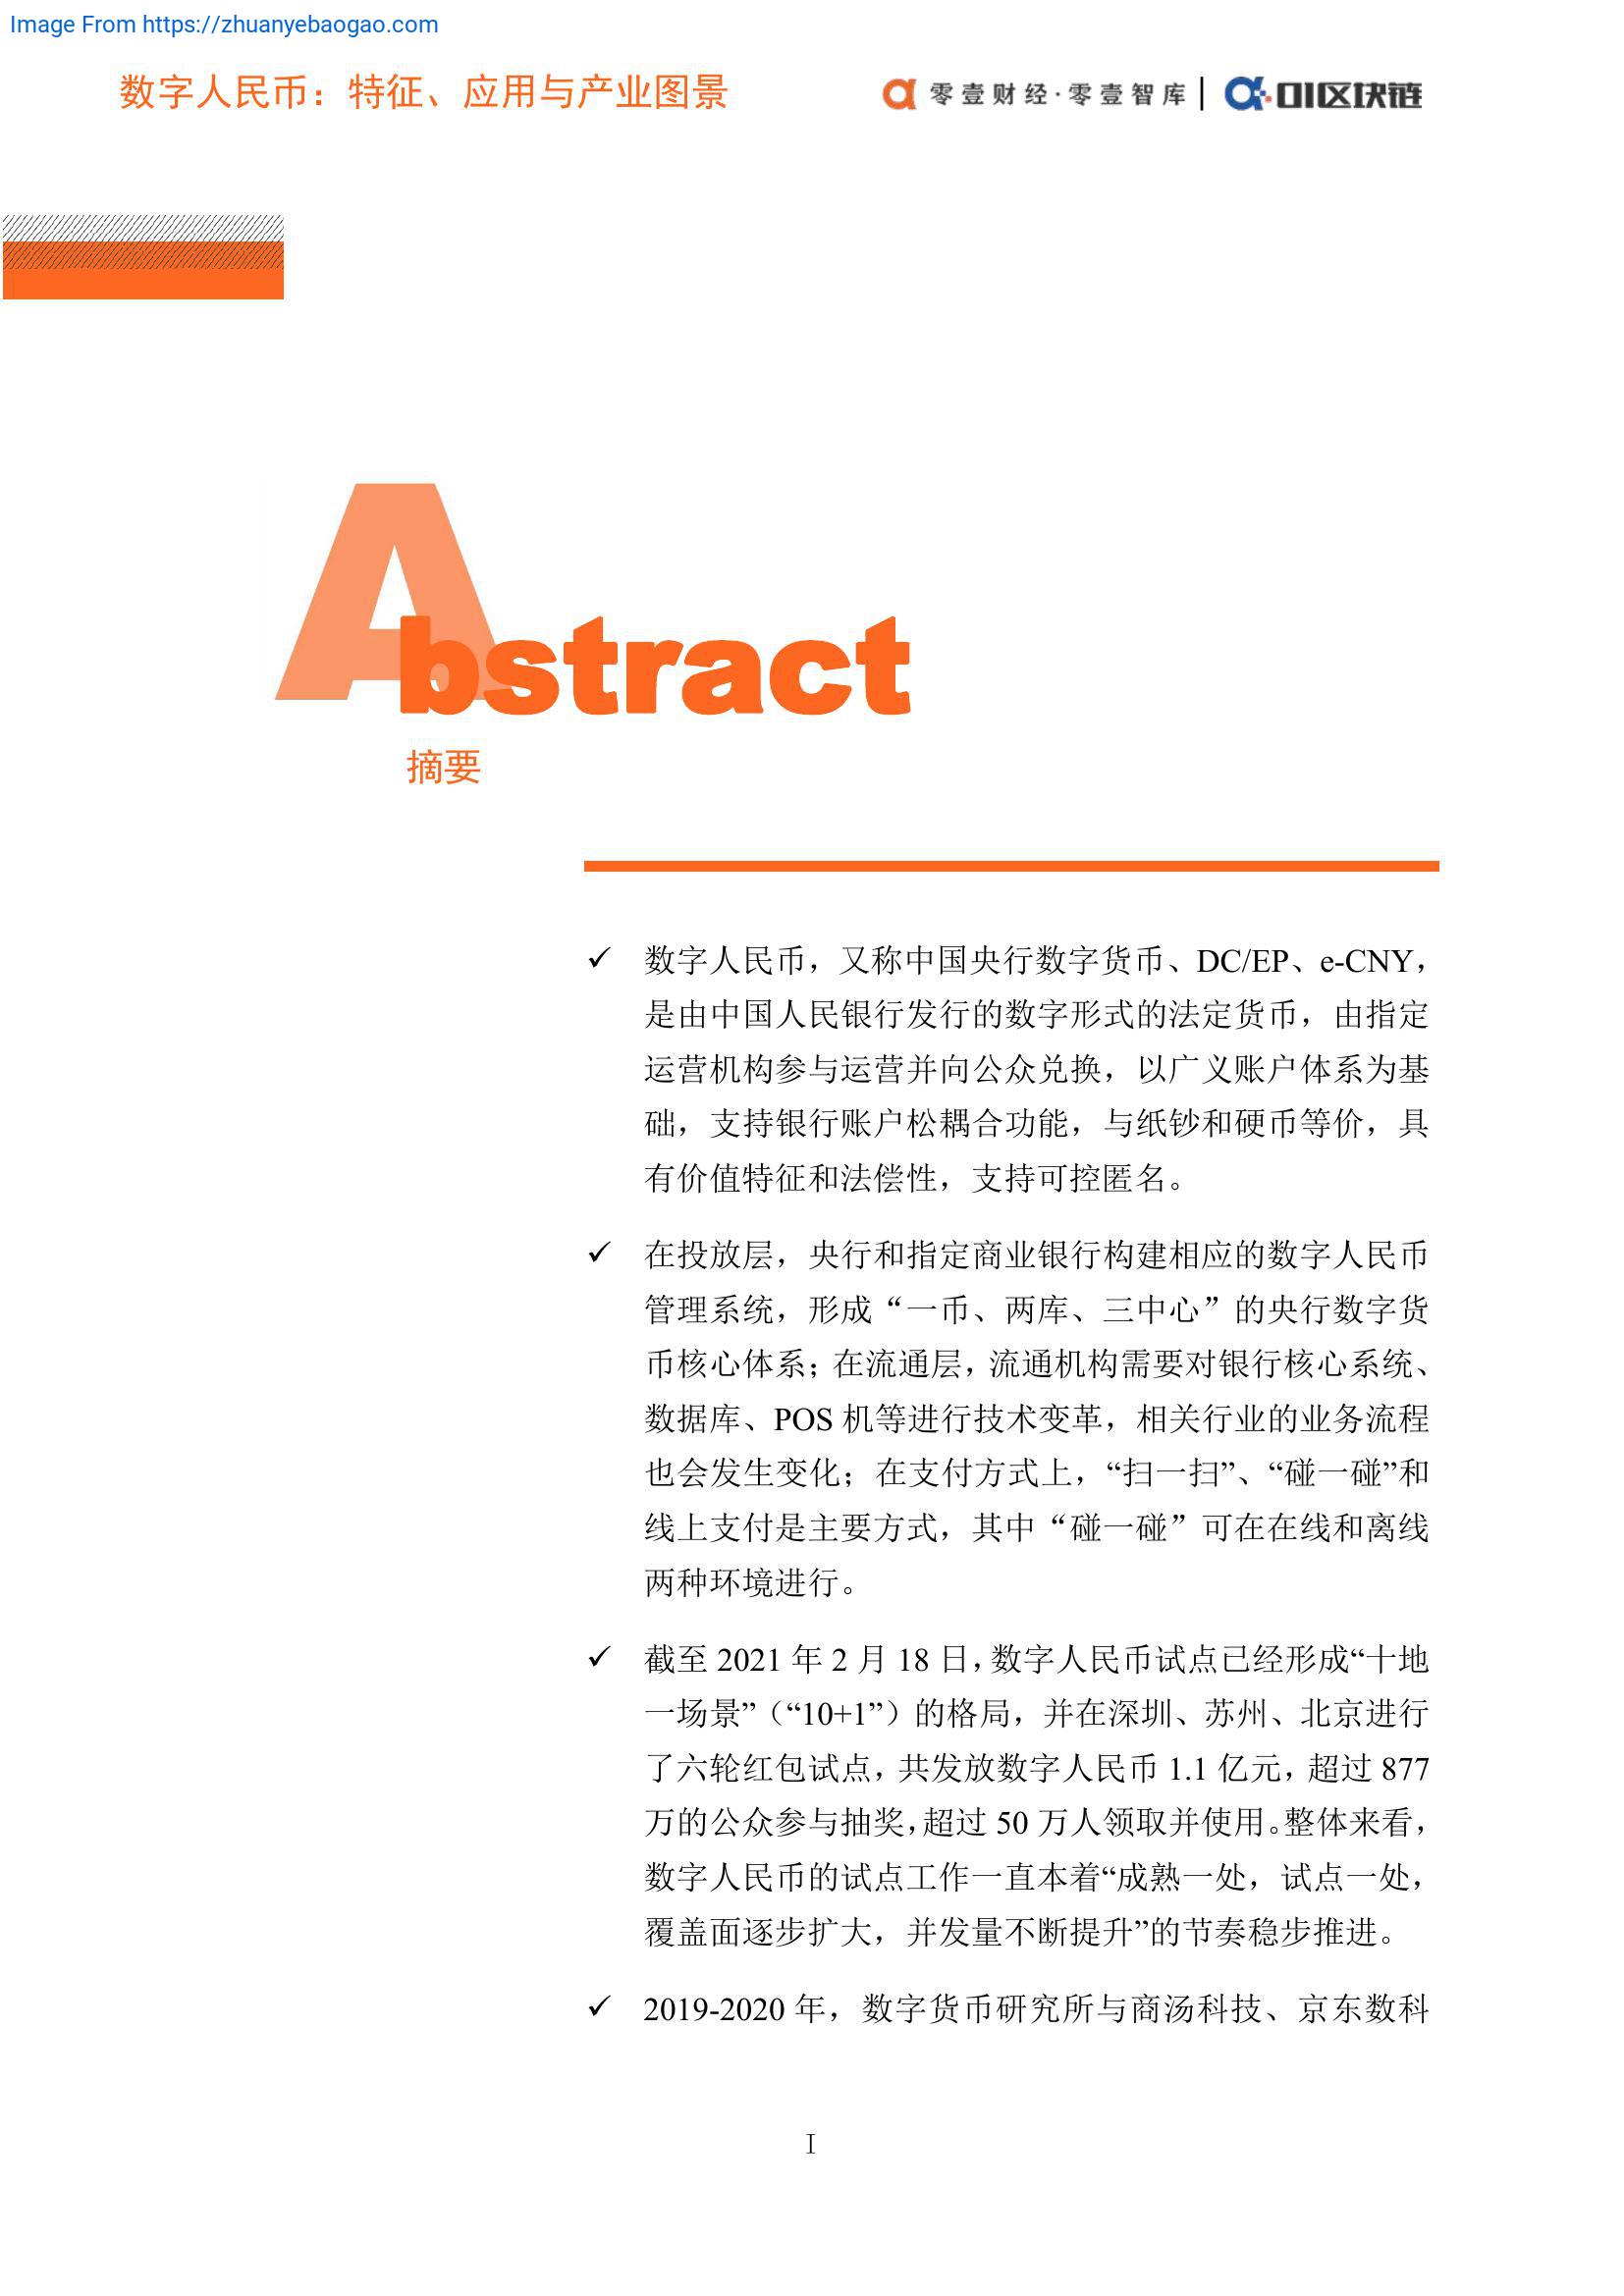 Image From https://zhuanyebaogao.com
数字人民币：特征、应用与产业图景
零壹财经·零壹智库
01区块链
Abstract
摘要
✓ 数字人民币，又称中国央行数字货币、DC/EP、e-CNY，
是由中国人民银行发行的数字形式的法定货币，由指定
运营机构参与运营并向公众兑换，以广义账户体系为基
础，支持银行账户松耦合功能，与纸钞和硬币等价，具
有价值特征和法偿性，支持可控匿名。
✓ 在投放层，央行和指定商业银行构建相应的数字人民币
管理系统，形成“一币、两库、三中心”的央行数字货
币核心体系；在流通层，流通机构需要对银行核心系统、
数据库、POS 机等进行技术变革，相关行业的业务流程
也会发生变化；在支付方式上，“扫一扫”、“碰一碰”和
线上支付是主要方式，其中“碰一碰”可在在线和离线
两种环境进行。
✓ 截至 2021 年 2 月 18 日，数字人民币试点已经形成“十地
一场景”（“10+1”）的格局，并在深圳、苏州、北京进行
了六轮红包试点，共发放数字人民币 1.1 亿元，超过 877
万的公众参与抽奖，超过 50 万人领取并使用。整体来看，
数字人民币的试点工作一直本着“成熟一处，试点一处，
覆盖面逐步扩大，并发量不断提升”的节奏稳步推进。
✓ 2019-2020 年，数字货币研究所与商汤科技、京东数科
I